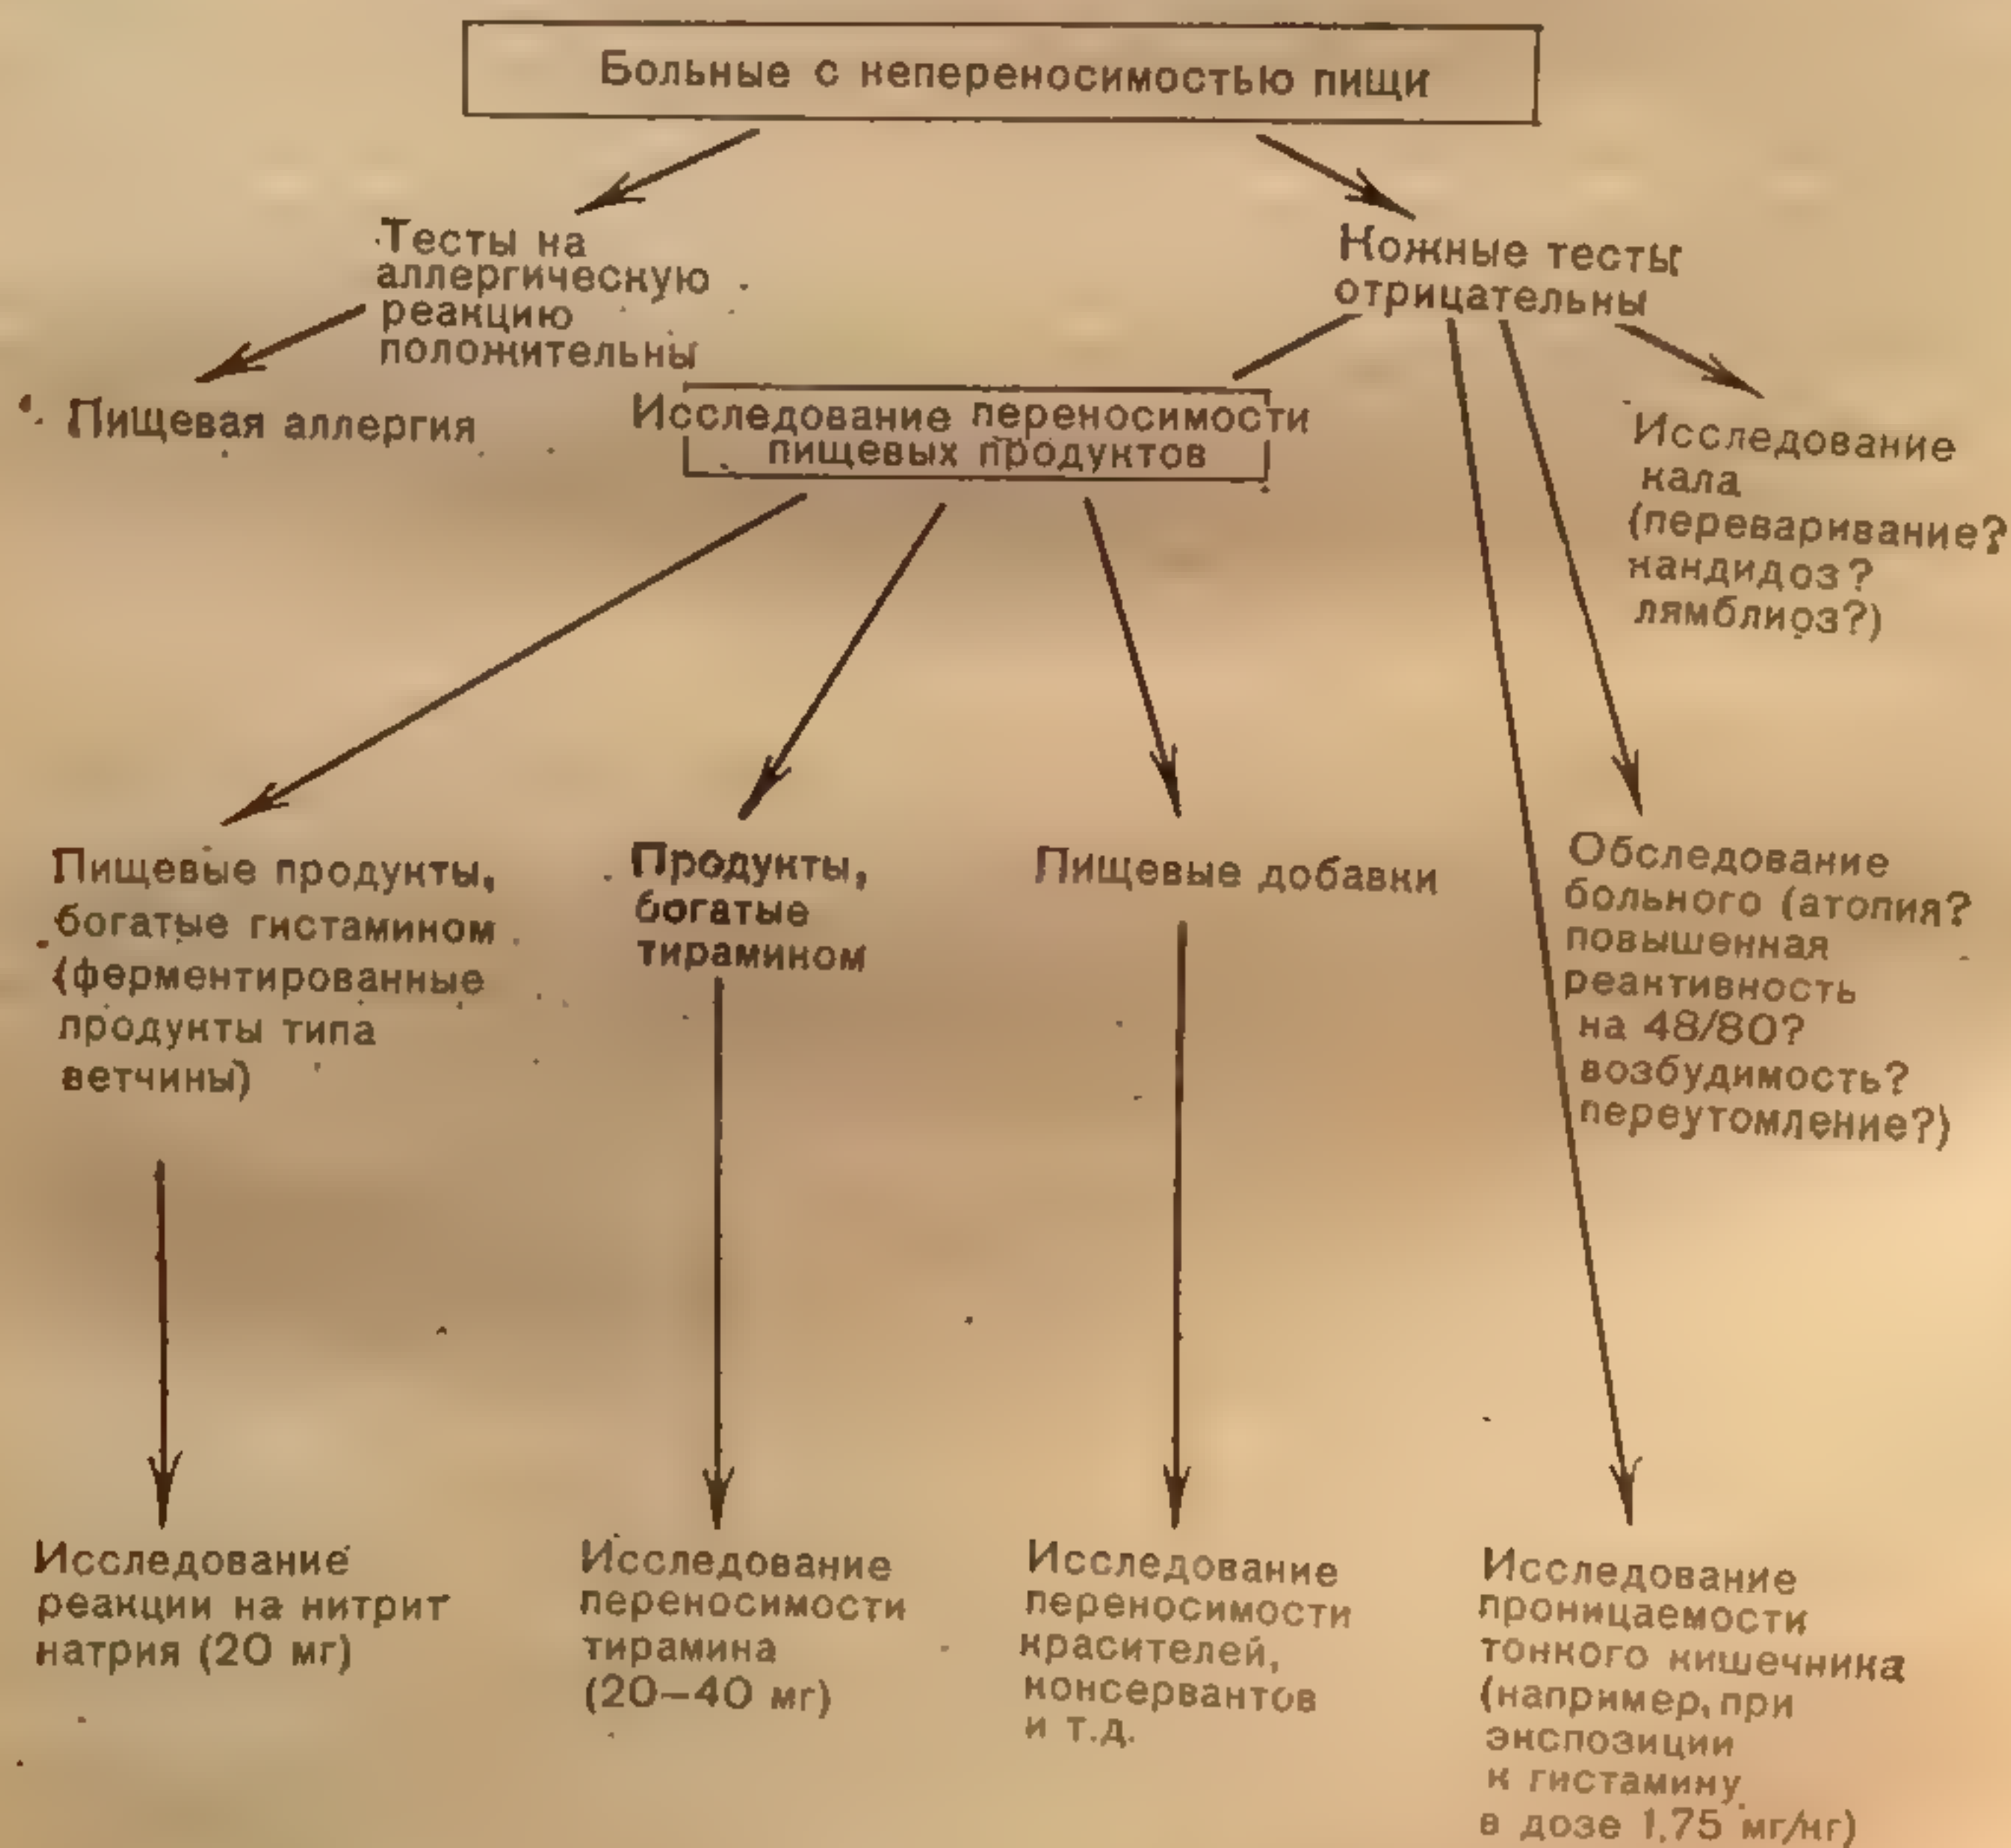 Больные с непереносимостью пищи
Тесты на
аллергическую
реакцию
положительны
Кожные тесты
отрицательны
Пищевая аллергия
Исследование переносимости
пищевых продуктов
Исследование
кала
(переваривание?
кандидоз?
лямблиоз?)
Пищевые продукты,
богатые гистамином
(ферментированные
продукты типа
ветчины)
Продукты,
богатые
тирамином
Пищевые добавки
Обследование
больного (атопия?
повышенная
реактивность
на 48/80?
возбудимость?
переутомление?)
Исследование
реакции на нитрит
натрия (20 мг)
Исследование
переносимости
тирамина
(20—40 мг)
Исследование
переносимости
красителей,
консервантов
и т.д.
Исследование
проницаемости
тонкого кишечника
(например, при
экспозиции
к гистамину
в дозе 1,75 мг/кг)